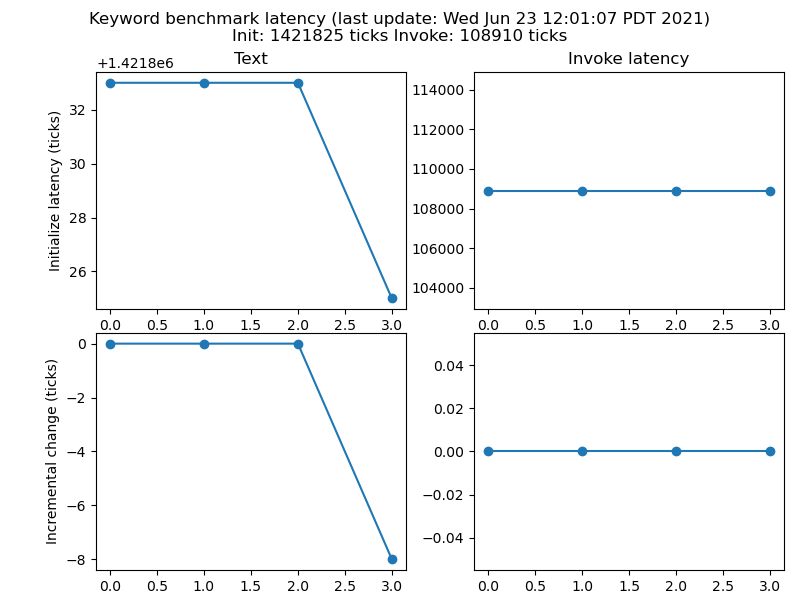 Keyword benchmark latency (last update: Wed Jun 23 12:01:07 PDT 2021)
Init: 1421825 ticks Invoke: 108910 ticks
Text
+1.4218e6
Initialize latency (ticks)
32
30
28
26
0.0 0.5 1.0 1.5 2.0 2.5 3.0
Invoke latency
114000
112000
110000
108000
106000
104000
0.0 0.5 1.0 1.5 2.0 2.5 3.0
Incremental change (ticks)
0
−2
−4
−6
−8
0.0 0.5 1.0 1.5 2.0 2.5 3.0
0.04
0.02
0.00
−0.02
−0.04
0.0 0.5 1.0 1.5 2.0 2.5 3.0